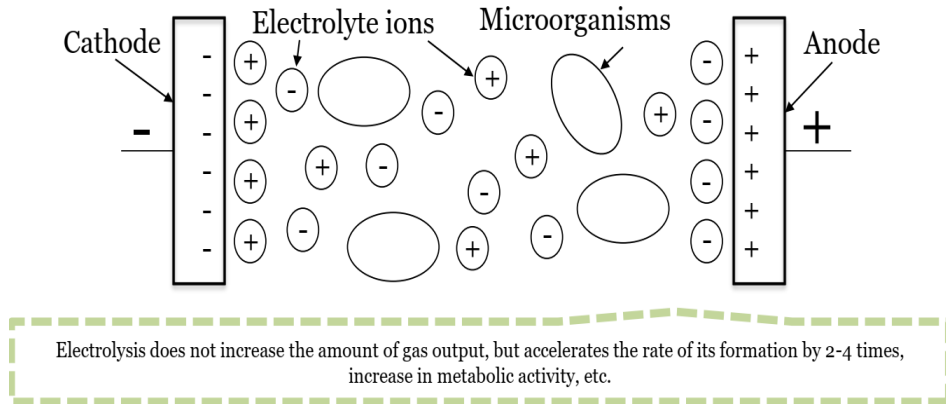 Electrolyte ions
Microorganisms
Cathode
Anode
- + - + - + - +
- + - +
- - + + - +
- + + - + - +
- + - - +
- + - + - - +
- +
Electrolysis does not increase the amount of gas output, but accelerates the rate of its formation by 2-4 times,
increase in metabolic activity, etc.